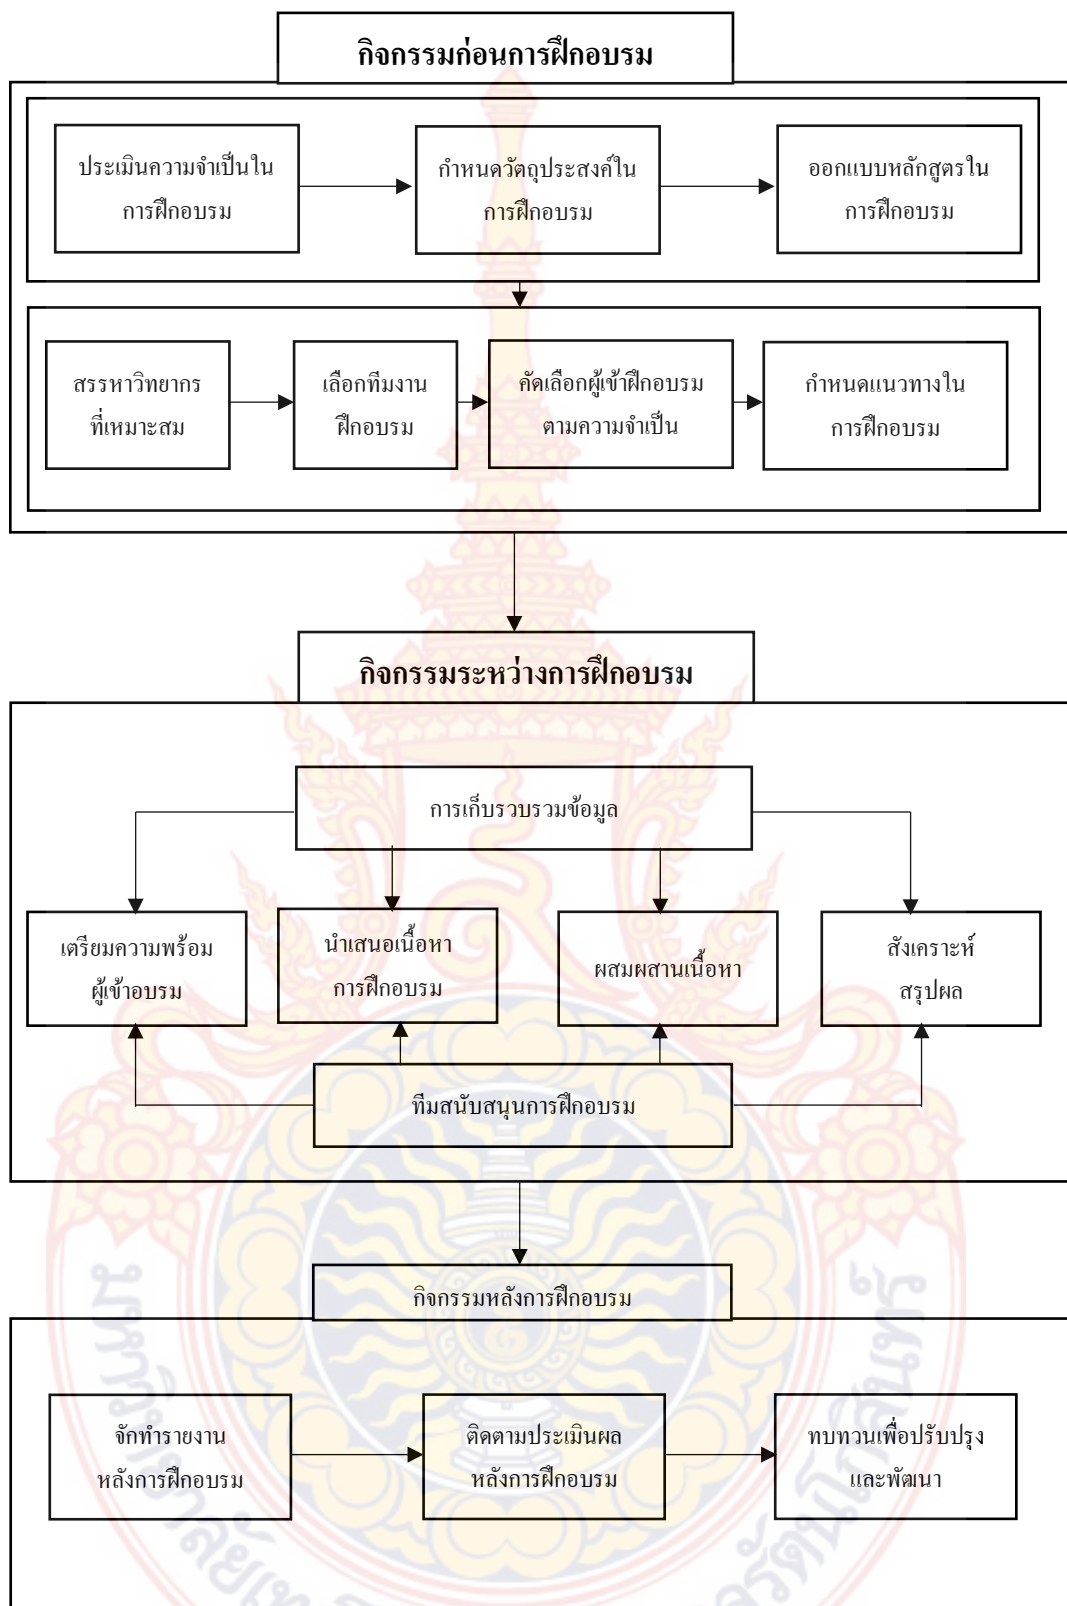 กิจกรรมก่อนการฝึกอบรม
ประเมินความจำเป็นใน
การฝึกอบรม
กำหนดวัตถุประสงค์ใน
การฝึกอบรม
ออกแบบหลักสูตรใน
การฝึกอบรม
สรรหาวิทยากร
ที่เหมาะสม
เลือกทีมงาน
ฝึกอบรม
คัดเลือกผู้เข้าฝึกอบรม
ตามความจำเป็น
กำหนดแนวทางใน
การฝึกอบรม
กิจกรรมระหว่างการฝึกอบรม
การเก็บรวบรวมข้อมูล
เตรียมความพร้อม
ผู้เข้าอบรม
นำเสนอเนื้อหา
การฝึกอบรม
ผสมผสานเนื้อหา
สังเคราะห์
สรุปผล
ทีมสนับสนุนการฝึกอบรม
กิจกรรมหลังการฝึกอบรม
จักทำรายงาน
หลังการฝึกอบรม
ติดตามประเมินผล
หลังการฝึกอบรม
ทบทวนเพื่อปรับปรุง
และพัฒนา